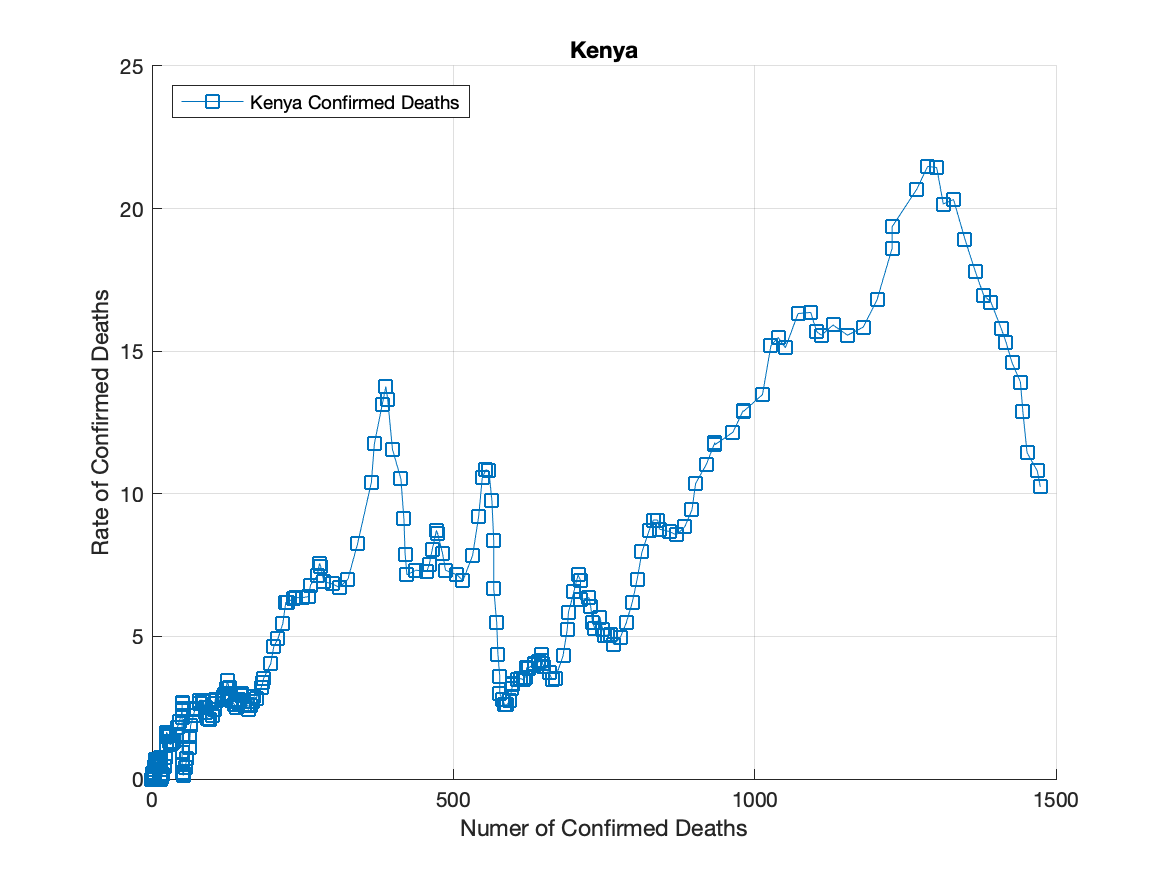 Kenya
25
Kenya Confirmed Deaths
20
15
10
5
0
Rate of Confirmed Deaths
0 500 1000 1500
Numer of Confirmed Deaths